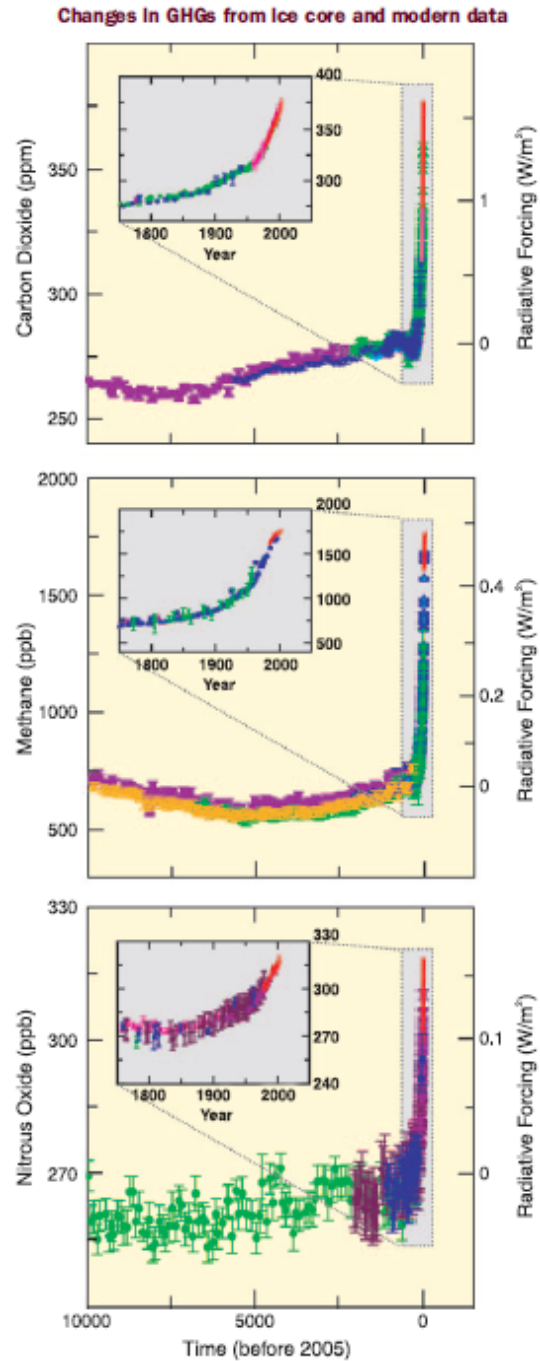 Changes in GHGs from Ice core and modern data
Carbon Dioxide (ppm)
350
300
250
400
350
300
1800 1900 2000
Year
1
0
Radiative Forcing (W/m²)
Methane (ppb)
2000
1500
1000
500
2000
1500
1000
500
1800 1900 2000
Year
0,4
0,2
0
Radiative Forcing (W/m²)
Nitrous Oxide (ppb)
330
300
270
330
300
270
240
1800 1900 2000
Year
0,1
0
Radiative Forcing (W/m²)
10000 5000 0
Time (before 2005)